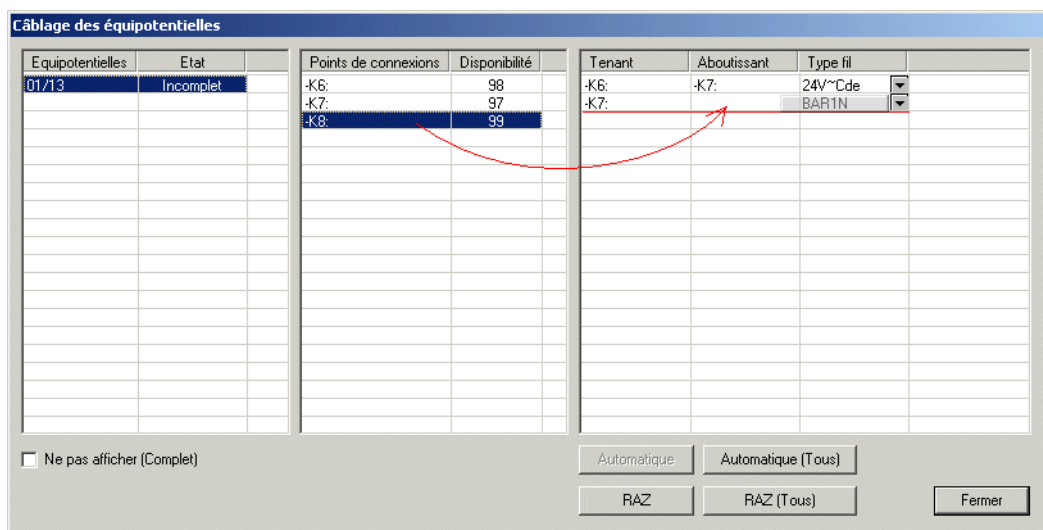 Câblage des équipotentielles
Equipotentielles Etat
01/13 Incomplet
Points de connexions Disponibilité
-K6: 98
-K7: 97
-K8: 99
Tenant Aboutissant Type fil
-K6: -K7: 24V~Cde
-K7: BAR1N
Ne pas afficher (Complet)
Automatique Automatique (Tous)
RAZ RAZ (Tous) Fermer